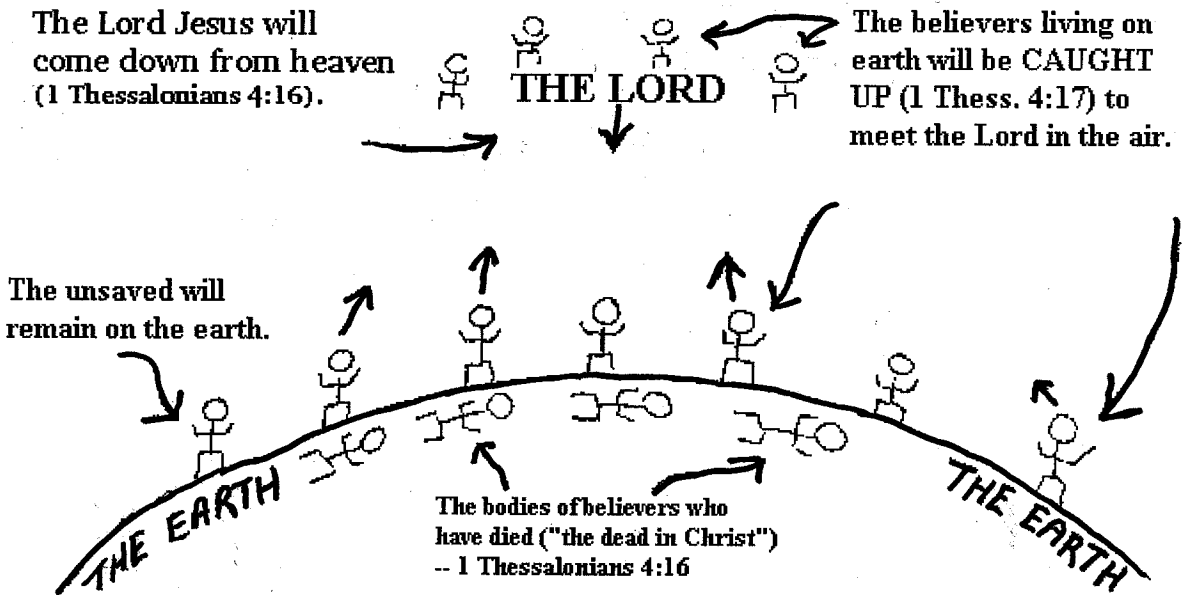 The Lord Jesus will
come down from heaven
(1 Thessalonians 4:16).
THE LORD
The believers living on
earth will be CAUGHT
UP (1 Thess. 4:17) to
meet the Lord in the air.
The unsaved will
remain on the earth.
THE EARTH
The bodies of believers who
have died ("the dead in Christ")
-- 1 Thessalonians 4:16
THE EARTH